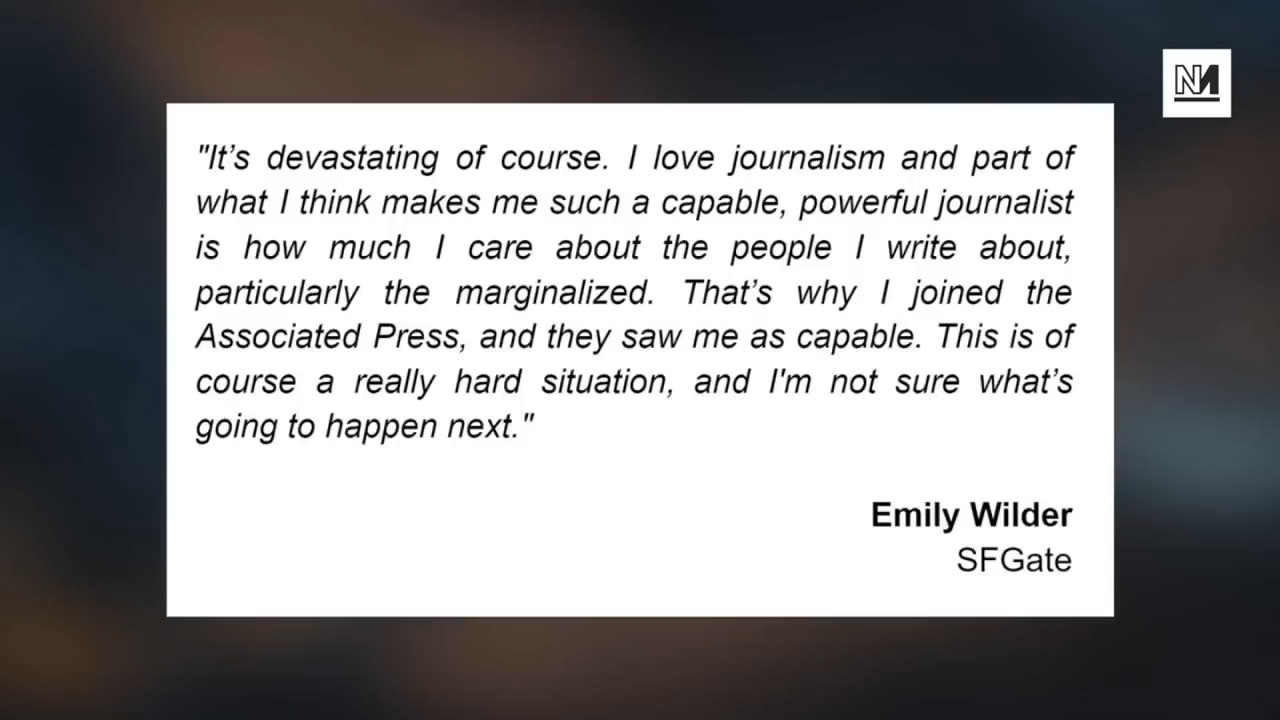 NM
"It’s devastating of course. I love journalism and part of
what I think makes me such a capable, powerful journalist
is how much I care about the people I write about,
particularly the marginalized. That’s why I joined the
Associated Press, and they saw me as capable. This is of
course a really hard situation, and I'm not sure what’s
going to happen next."
Emily Wilder
SFGate